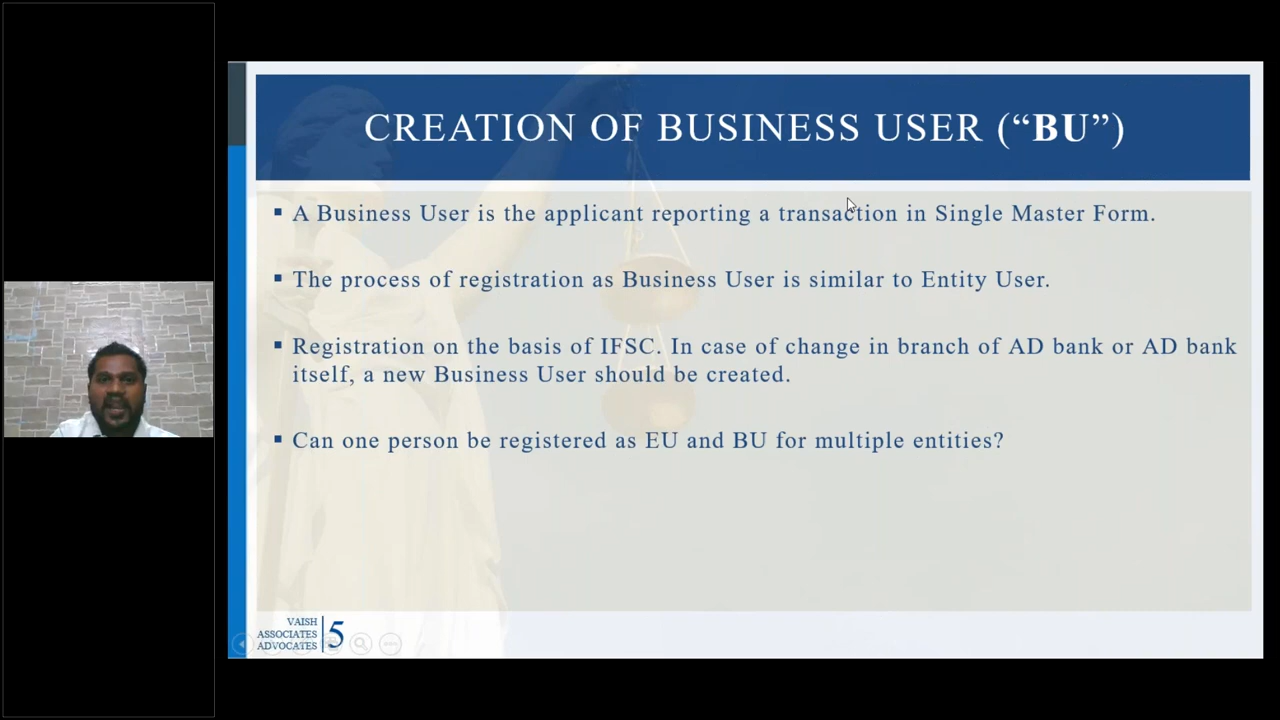 CREATION OF BUSINESS USER (“BU”)
▪ A Business User is the applicant reporting a transaction in Single Master Form.
▪ The process of registration as Business User is similar to Entity User.
▪ Registration on the basis of IFSC. In case of change in branch of AD bank or AD bank
itself, a new Business User should be created.
▪ Can one person be registered as EU and BU for multiple entities?
VAISH
ASSOCIATES
ADVOCATES
5